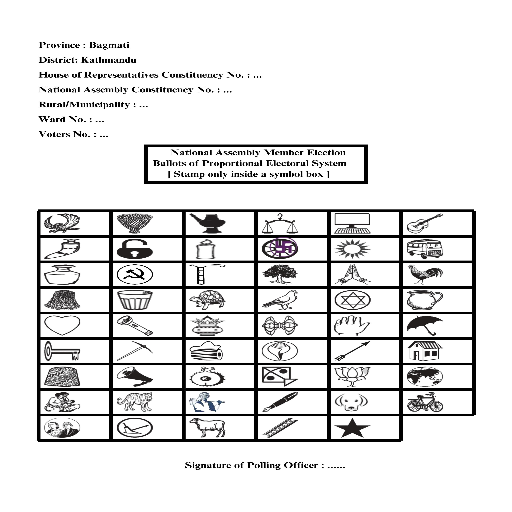 Province : Bagmati
District: Kathmandu
House of Representatives Constituency No. : ...
National Assembly Constituency No. : ...
Rural/Municipality : ...
Ward No. : ...
Voters No. : ...
National Assembly Member Election
Ballots of Proportional Electoral System
[ Stamp only inside a symbol box ]
Signature of Polling Officer : ......